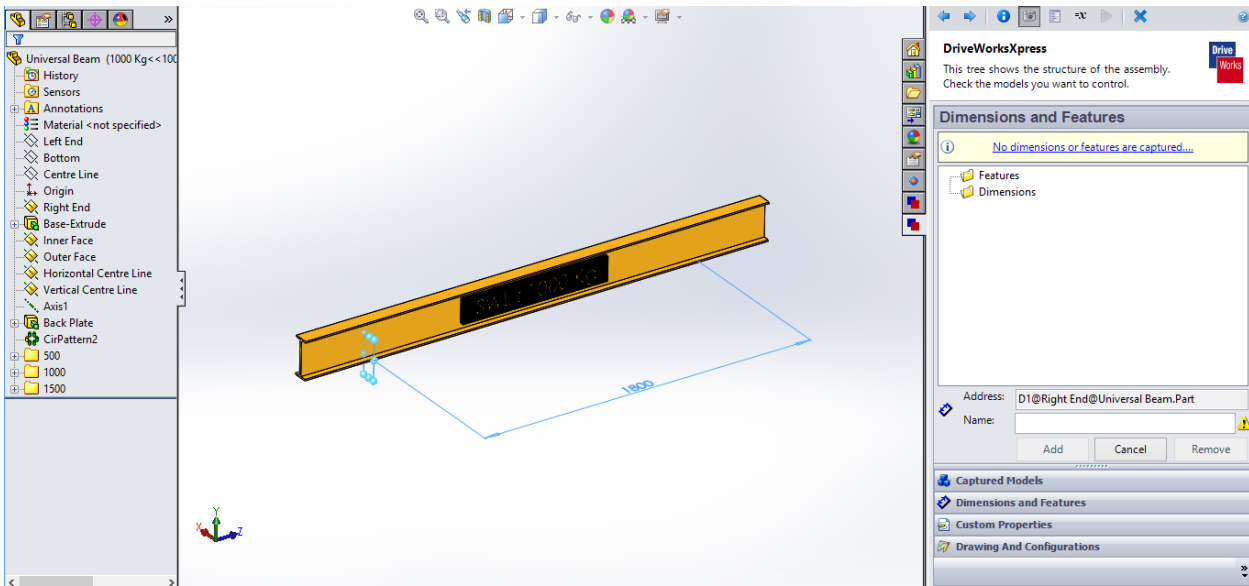 Universal Beam (1000 Kg<<100
History
Sensors
Annotations
Material <not specified>
Left End
Bottom
Centre Line
Origin
Right End
Base-Extrude
Inner Face
Outer Face
Horizontal Centre Line
Vertical Centre Line
Axis1
Back Plate
CirPattern2
500
1000
1500
SWL : 1000 KG
1800
Y
X
Z
DriveWorksXpress
This tree shows the structure of the assembly.
Check the models you want to control.
Drive
Works
Dimensions and Features
No dimensions or features are captured....
Features
Dimensions
Address: D1@Right End@Universal Beam.Part
Name:
Add Cancel Remove
Captured Models
Dimensions and Features
Custom Properties
Drawing And Configurations